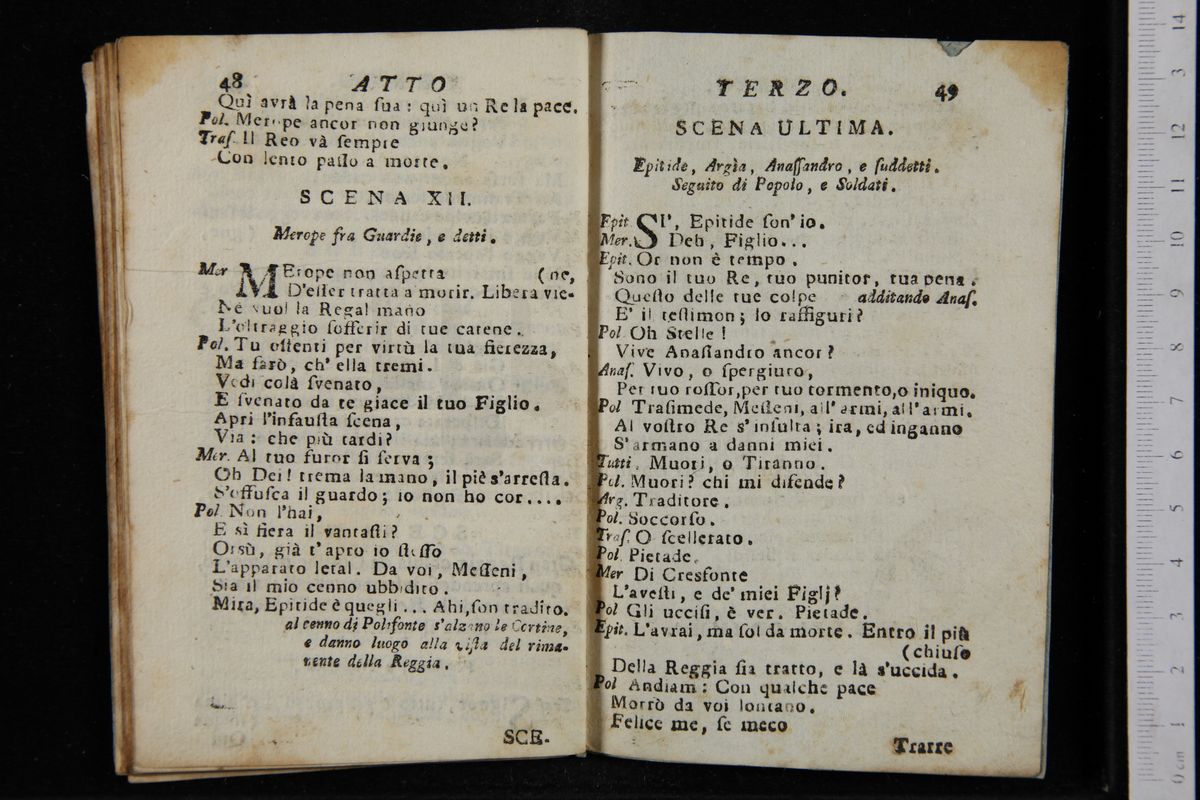 48 ATTO
Quì avrà la pena ſua: quì un Re la pace.
Pol. Merope ancor non giunge?
Traſ. Il Reo và ſempre
Con lento paſſo a morte.
SCENA XII.
Merope fra Guardie, e detti.
Mer MErope non aſpetta (ne,
D'eſſer tratta a morir. Libera vie-
Nè vuol la Regal mano
L'oltraggio ſofferir di tue catene.
Pol. Tu oſtenti per virtù la tua fierezza,
Ma farò, ch'ella tremi.
Vedi colà ſvenato,
E ſvenato da te giace il tuo Figlio.
Apri l'infauſta ſcena,
Via: che più tardi?
Mer. Al tuo furor ſi ſerva;
Oh Dei! trema la mano, il piè s'arreſta.
S'offuſca il guardo; io non ho cor....
Pol. Non l'hai,
E sì fiera il vantaſti?
Orsù, già t'apro io ſteſſo
L'apparato letal. Da voi, Meſſeni,
Sia il mio cenno ubbidito.
Mira, Epitide è quegli... Ahi, ſon tradito.
al cenno di Polifonte s'alzano le Cortine,
e danno luogo alla viſta del rima-
nente della Reggia.
SCE-
TERZO. 49
SCENA ULTIMA.
Epitide, Argìa, Anaſſandro, e ſuddetti.
Seguito di Popolo, e Soldati.
Epit SI', Epitide ſon'io.
Mer. Deh, Figlio...
Epit. Or non è tempo.
Sono il tuo Re, tuo punitor, tua pena.
Queſto delle tue colpe additando Anaſ.
E' il teſtimon; lo raffiguri?
Pol Oh Stelle!
Vive Anaſſandro ancor?
Anaſ. Vivo, o ſpergiuro,
Per tuo roſſor, per tuo tormento, o iniquo.
Pol Traſimede, Meſſeni, all'armi, all'armi.
Al voſtro Re s'inſulta; ira, ed inganno
S'armano a danni miei.
Tutti. Muori, o Tiranno.
Pol. Muori? chi mi difende?
Arg. Traditore.
Pol. Soccorſo.
Traſ. O ſcellerato.
Pol. Pietade.
Mer Di Cresfonte
L'aveſti, e de' miei Figlj?
Pol Gli ucciſi, è ver. Pietade.
Epit. L'avrai, ma ſol da morte. Entro il più
(chiuſo
Della Reggia ſia tratto, e là s'uccida.
Pol Andiam: Con qualche pace
Morrò da voi lontano.
Felice me, ſe meco
Trarre